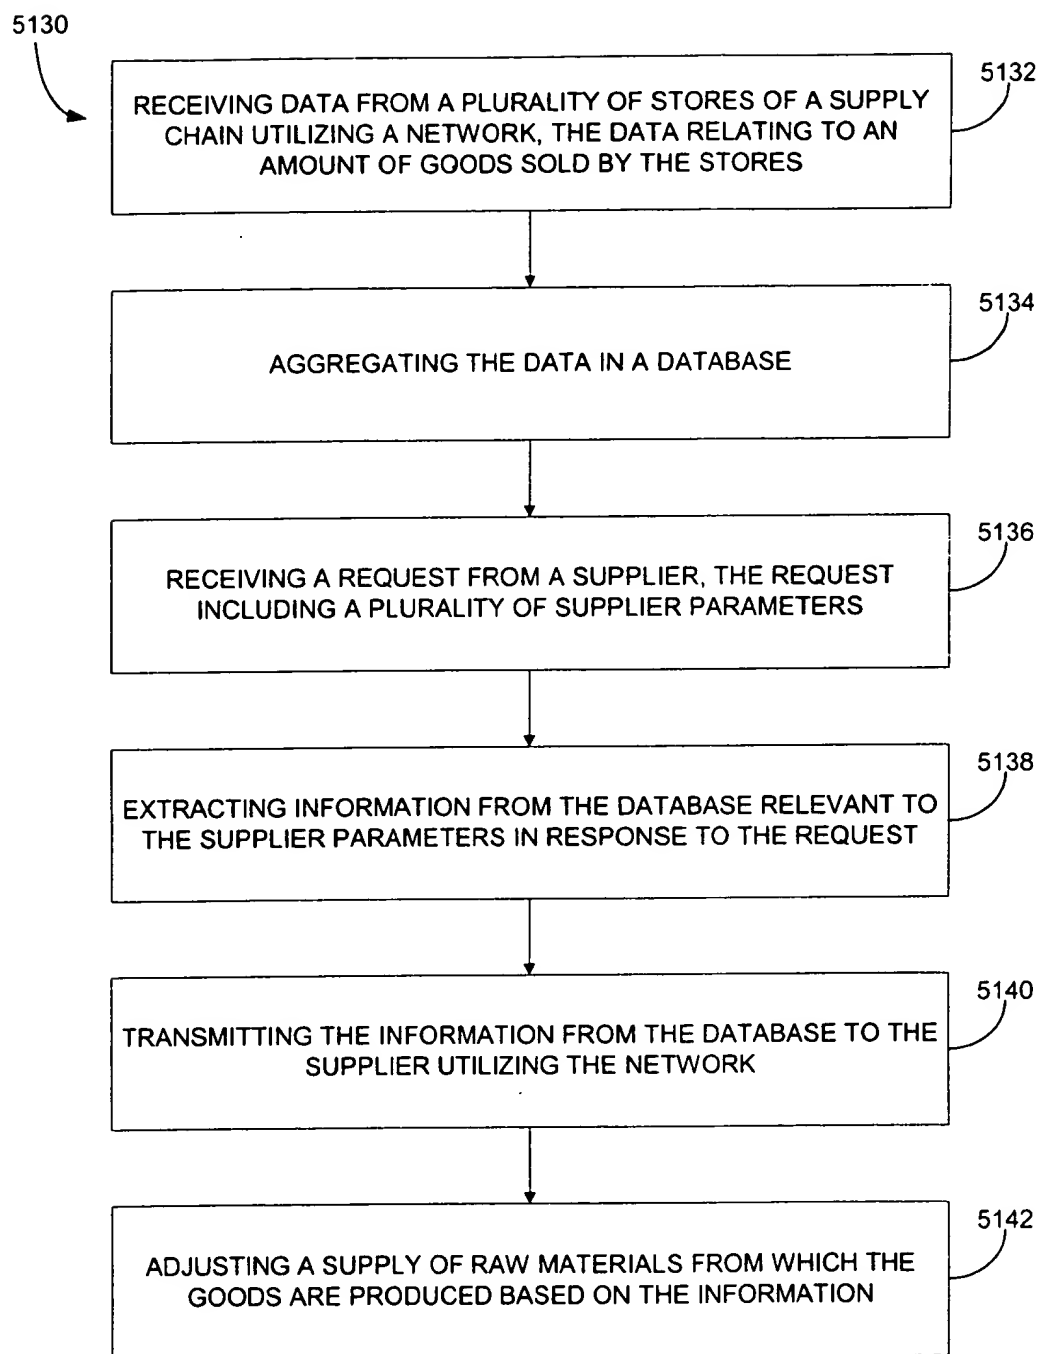 5130
5132
RECEIVING DATA FROM A PLURALITY OF STORES OF A SUPPLY
CHAIN UTILIZING A NETWORK, THE DATA RELATING TO AN
AMOUNT OF GOODS SOLD BY THE STORES
5134
AGGREGATING THE DATA IN A DATABASE
5136
RECEIVING A REQUEST FROM A SUPPLIER, THE REQUEST
INCLUDING A PLURALITY OF SUPPLIER PARAMETERS
5138
EXTRACTING INFORMATION FROM THE DATABASE RELEVANT TO
THE SUPPLIER PARAMETERS IN RESPONSE TO THE REQUEST
5140
TRANSMITTING THE INFORMATION FROM THE DATABASE TO THE
SUPPLIER UTILIZING THE NETWORK
5142
ADJUSTING A SUPPLY OF RAW MATERIALS FROM WHICH THE
GOODS ARE PRODUCED BASED ON THE INFORMATION